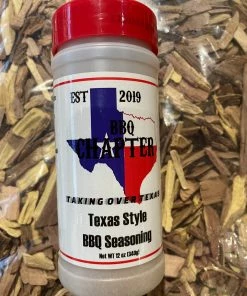 EST 2019
BBQ
CHAPTER
TAKING OVER TEXAS
Texas Style
BBQ Seasoning
Net WT 12 oz (340g)